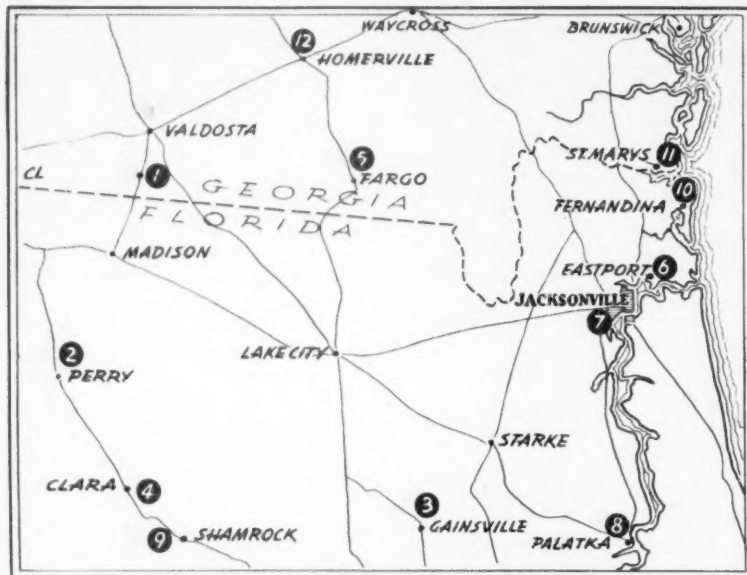 WAYCROSS
BRUNSWICK
12
HOMERVILLE
VALDOSTA
5
ST. MARYS
11
1
CL
GEORGIA
FARGO
10
FERNANDINA
FLORIDA
MADISON
EASTPORT
6
JACKSONVILLE
7
LAKE CITY
2
PERRY
STARKE
CLARA
4
3
9
SHAMROCK
GAINSVILLE
8
PALATKA